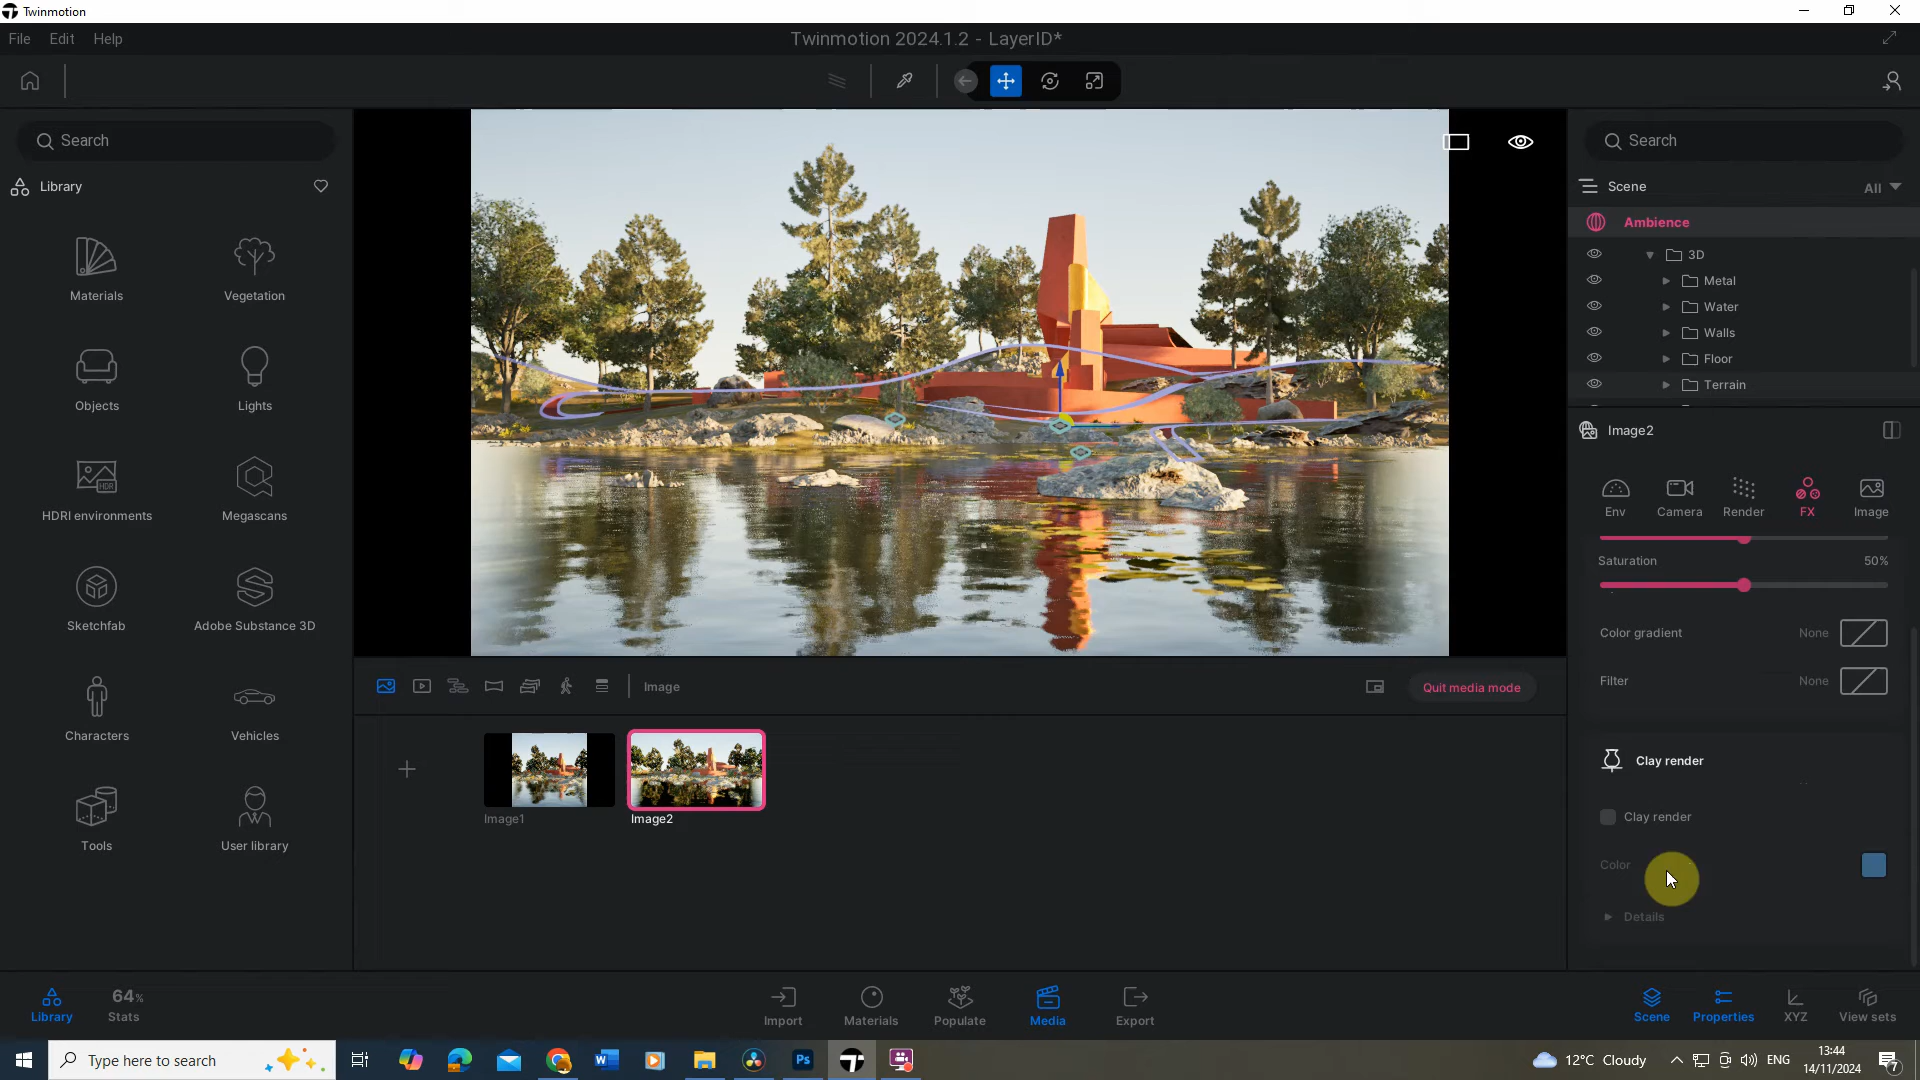 Twinmotion
File Edit Help
Twinmotion 2024.1.2 - LayerID*
Search
Library
Materials
Vegetation
Objects
Lights
HDRI environments
Megascans
Sketchfab
Adobe Substance 3D
Characters
Vehicles
Tools
User library
Image
Quit media mode
Image1
Image2
Search
Scene
All
Ambience
3D
Metal
Water
Walls
Floor
Terrain
Image2
Env Camera Render FX Image
Saturation 50%
Color gradient None
Filter None
Clay render
Clay render
Color
Details
Library
64%
Stats
Import
Materials
Populate
Media
Export
Scene
Properties
XYZ
View sets
Type here to search
12°C Cloudy
ENG
13:44
14/11/2024
7